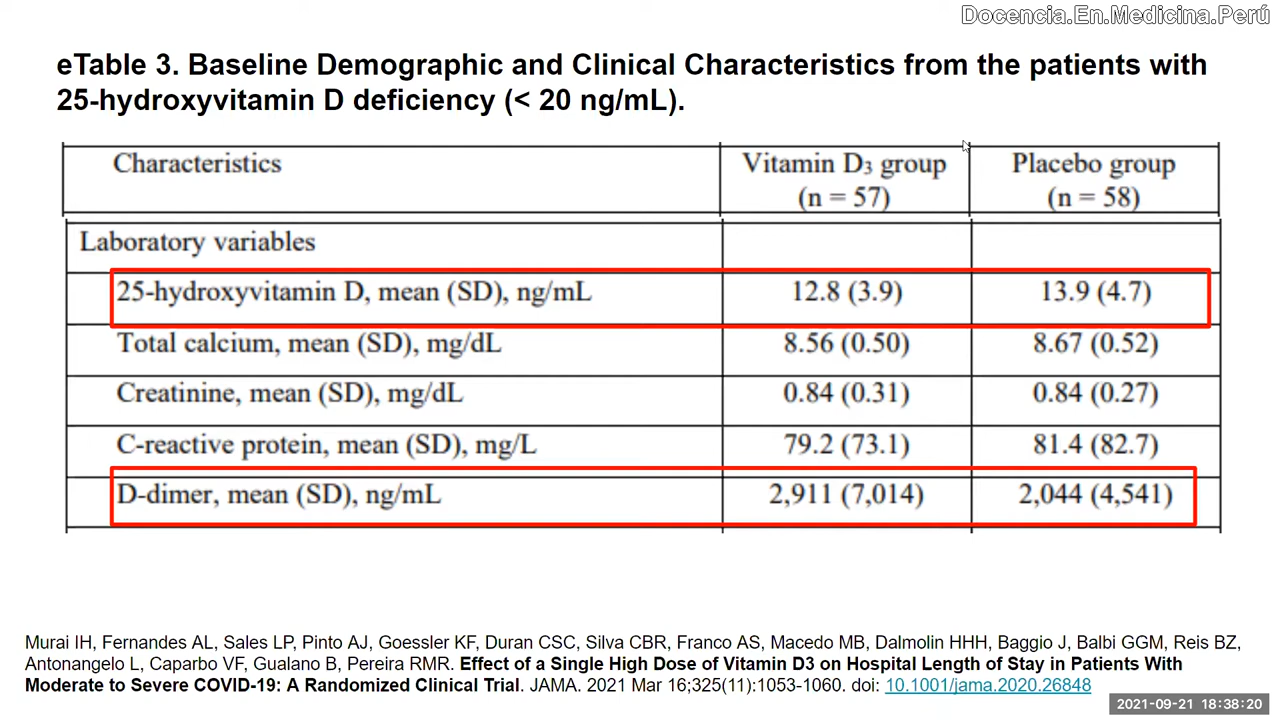 Docencia.En.Medicina.Perú
eTable 3. Baseline Demographic and Clinical Characteristics from the patients with
25-hydroxyvitamin D deficiency (< 20 ng/mL).
Characteristics Vitamin D3 group Placebo group
(n = 57) (n = 58)
Laboratory variables
25-hydroxyvitamin D, mean (SD), ng/mL 12.8 (3.9) 13.9 (4.7)
Total calcium, mean (SD), mg/dL 8.56 (0.50) 8.67 (0.52)
Creatinine, mean (SD), mg/dL 0.84 (0.31) 0.84 (0.27)
C-reactive protein, mean (SD), mg/L 79.2 (73.1) 81.4 (82.7)
D-dimer, mean (SD), ng/mL 2,911 (7,014) 2,044 (4,541)
Murai IH, Fernandes AL, Sales LP, Pinto AJ, Goessler KF, Duran CSC, Silva CBR, Franco AS, Macedo MB, Dalmolin HHH, Baggio J, Balbi GGM, Reis BZ,
Antonangelo L, Caparbo VF, Gualano B, Pereira RMR. Effect of a Single High Dose of Vitamin D3 on Hospital Length of Stay in Patients With
Moderate to Severe COVID-19: A Randomized Clinical Trial. JAMA. 2021 Mar 16;325(11):1053-1060. doi: 10.1001/jama.2020.26848
2021-09-21 18:38:20